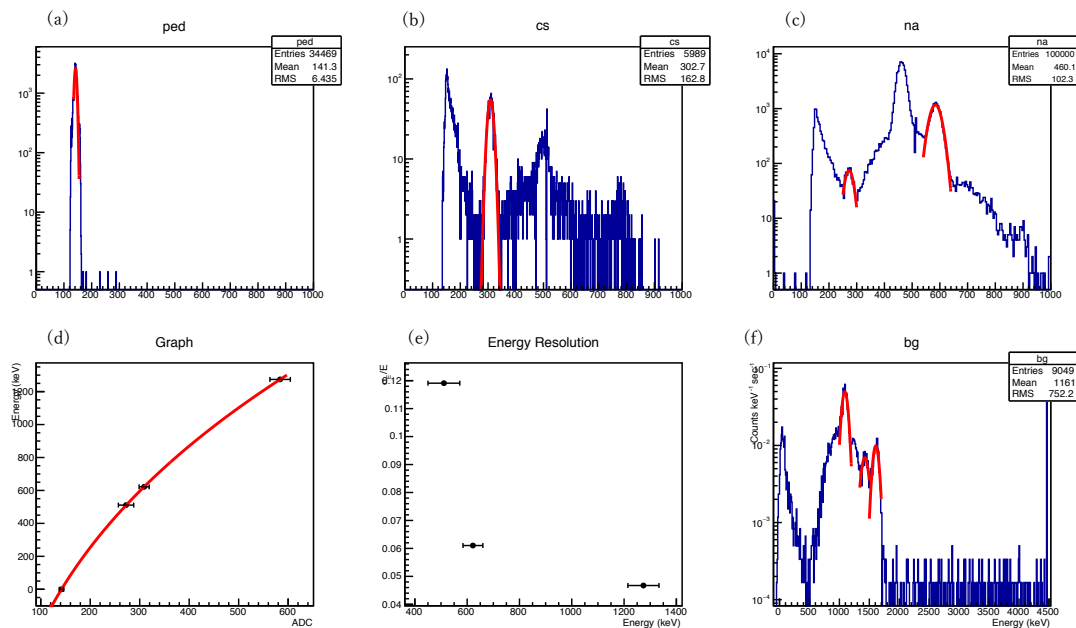 (a)
ped
ped
Entries 34469
Mean 141.3
RMS 6.435
10³
10²
10
1
0 100 200 300 400 500 600 700 800 900 1000
(b)
cs
cs
Entries 5989
Mean 302.7
RMS 162.8
10²
10
1
0 100 200 300 400 500 600 700 800 900 1000
(c)
na
na
Entries 100000
Mean 460.1
RMS 102.3
10⁴
10³
10²
10
1
0 200 400 600 800 1000
(d)
Graph
Energy (keV)
1200
1000
800
600
400
200
0
100 200 300 400 500 600
ADC
(e)
Energy Resolution
/E
0.12
0.11
0.1
0.09
0.08
0.07
0.06
0.05
0.04
400 600 800 1000 1200 1400
Energy (keV)
(f)
bg
bg
Entries 9049
Mean 1161
RMS 752.2
Counts keV⁻¹ sec⁻¹
10⁻¹
10⁻²
10⁻³
10⁻⁴
0 500 1000 1500 2000 2500 3000 3500 4000 4500
Energy (keV)